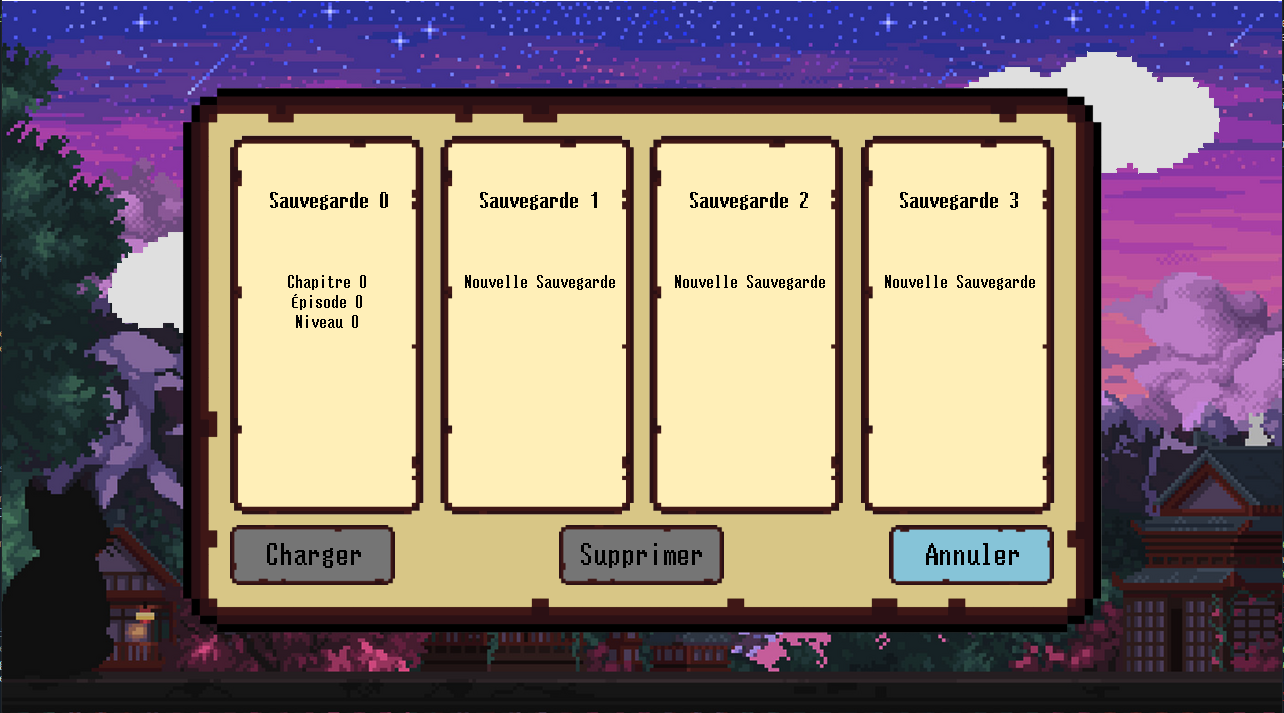 Sauvegarde 0
Chapitre 0
Épisode 0
Niveau 0
Sauvegarde 1
Nouvelle Sauvegarde
Sauvegarde 2
Nouvelle Sauvegarde
Sauvegarde 3
Nouvelle Sauvegarde
Charger
Supprimer
Annuler